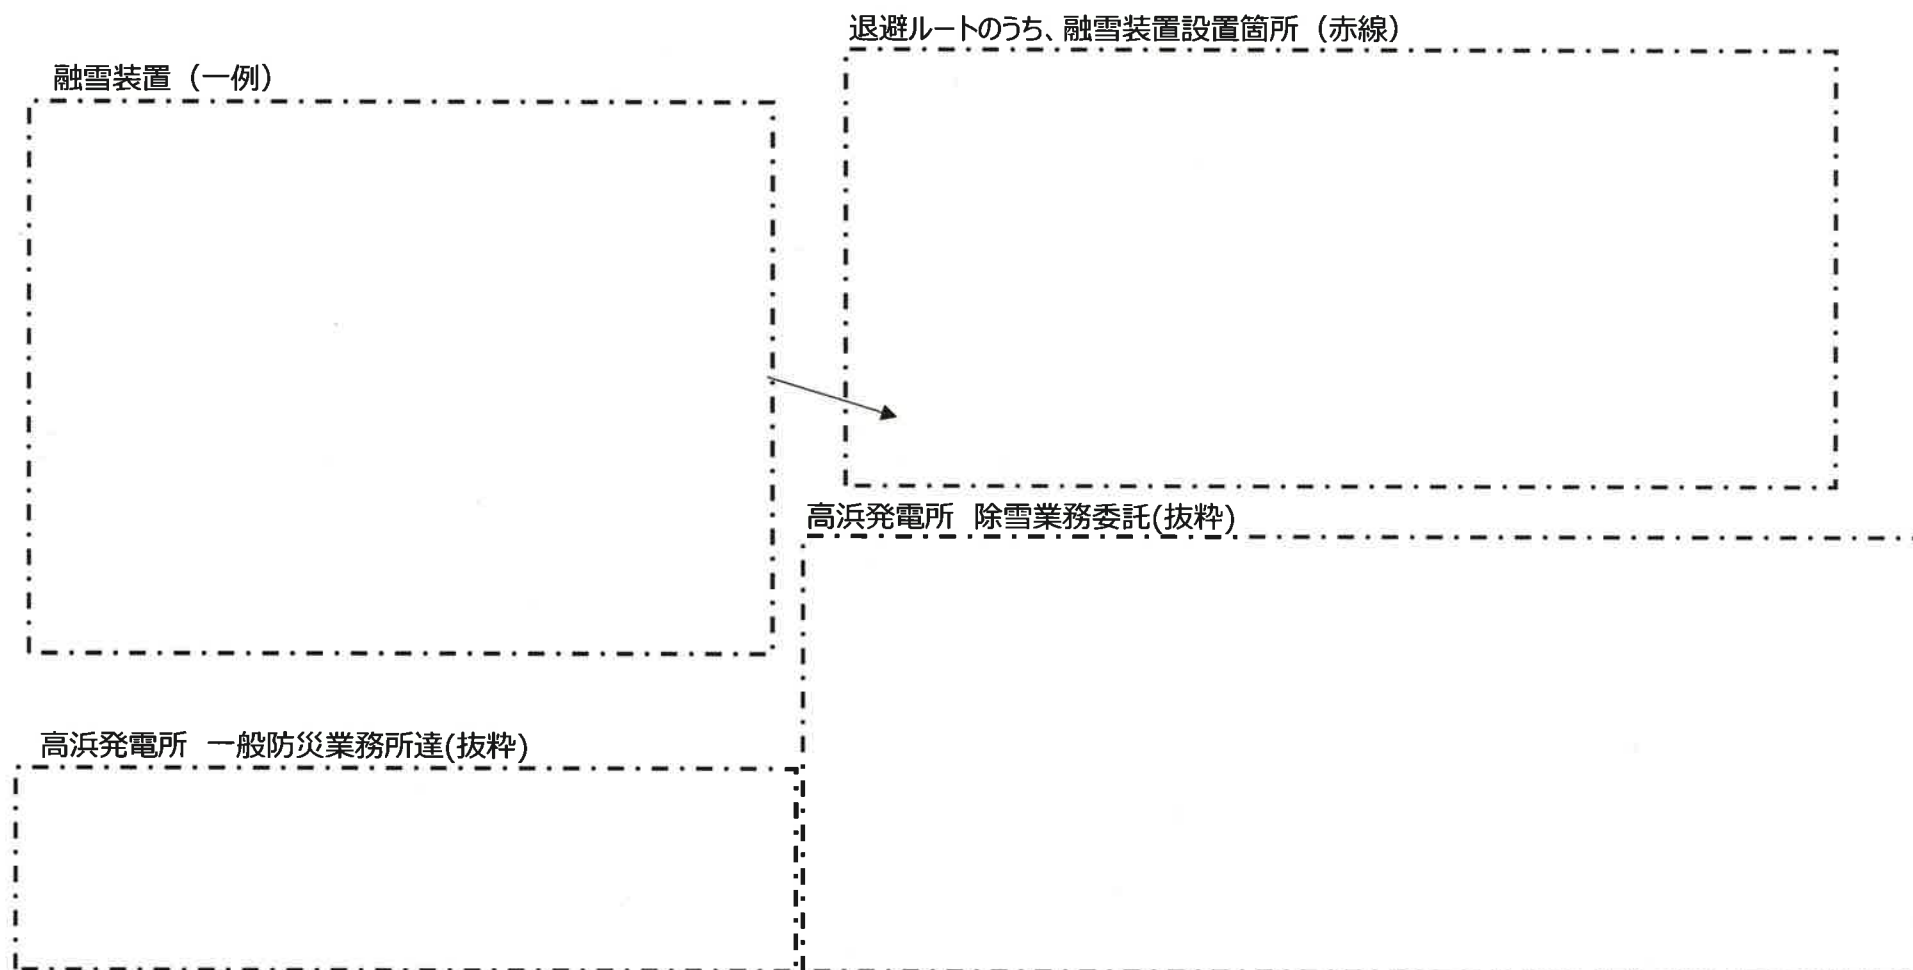 退避ルートのうち、融雪装置設置箇所（赤線）
融雪装置（一例）
高浜発電所　除雪業務委託(抜粋)
高浜発電所　一般防災業務所達(抜粋)